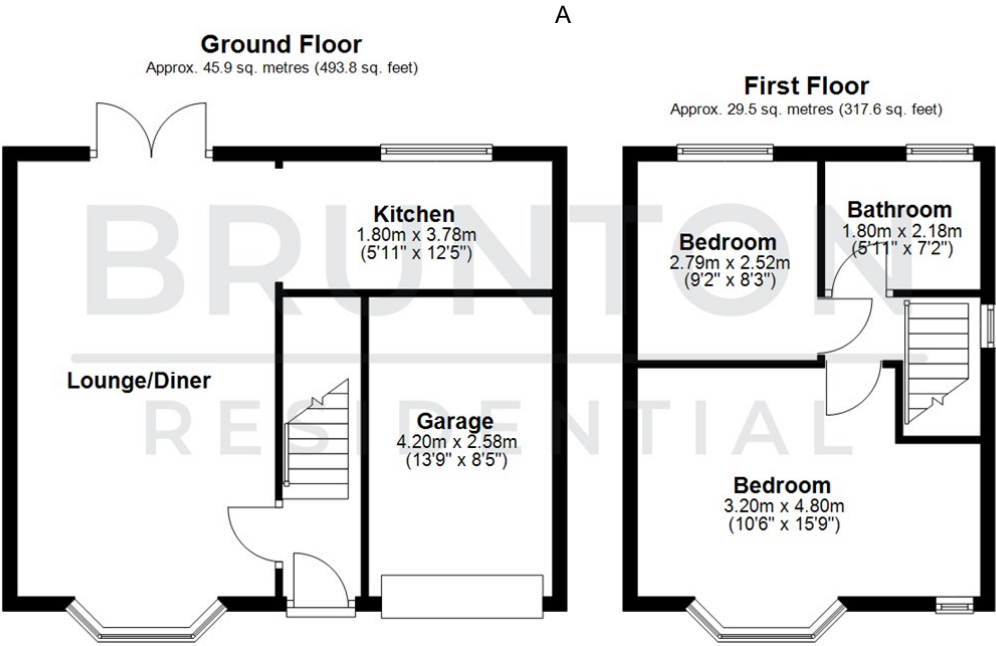 A
Ground Floor
Approx. 45.9 sq. metres (493.8 sq. feet)
First Floor
Approx. 29.5 sq. metres (317.6 sq. feet)
Kitchen
1.80m x 3.78m
(5'11" x 12'5")
Lounge/Diner
Garage
4.20m x 2.58m
(13'9" x 8'5")
Bedroom
2.79m x 2.52m
(9'2" x 8'3")
Bathroom
1.80m x 2.18m
(5'11" x 7'2")
Bedroom
3.20m x 4.80m
(10'6" x 15'9")
BRUNTON
RESIDENTIAL